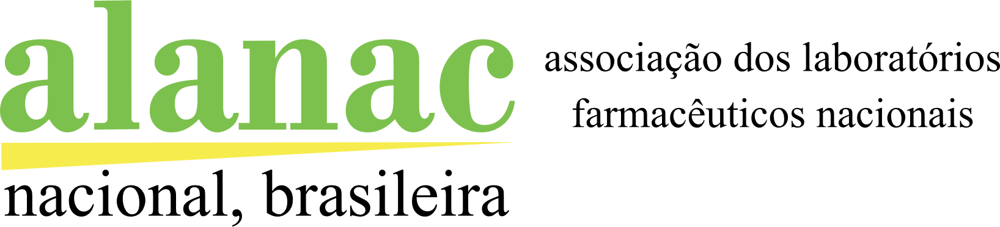 alanac
nacional, brasileira
associação dos laboratórios
farmacêuticos nacionais